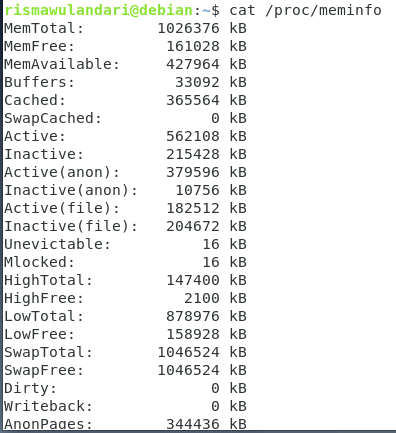 rismawulandari@debian:~$ cat /proc/meminfo
MemTotal:        1026376 kB
MemFree:          161028 kB
MemAvailable:     427964 kB
Buffers:           33092 kB
Cached:           365564 kB
SwapCached:            0 kB
Active:           562108 kB
Inactive:         215428 kB
Active(anon):     379596 kB
Inactive(anon):    10756 kB
Active(file):     182512 kB
Inactive(file):   204672 kB
Unevictable:          16 kB
Mlocked:              16 kB
HighTotal:        147400 kB
HighFree:           2100 kB
LowTotal:         878976 kB
LowFree:          158928 kB
SwapTotal:       1046524 kB
SwapFree:        1046524 kB
Dirty:                 0 kB
Writeback:             0 kB
AnonPages:        344436 kB